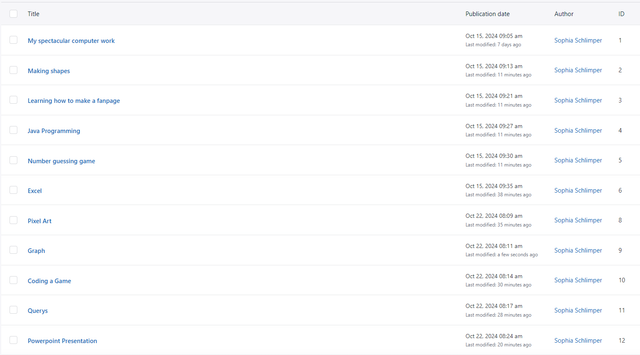 Title Publication date Author ID
My spectacular computer work Oct 15, 2024 09:05 am Sophia Schlimper 1
Last modified: 7 days ago
Making shapes Oct 15, 2024 09:13 am Sophia Schlimper 2
Last modified: 11 minutes ago
Learning how to make a fanpage Oct 15, 2024 09:21 am Sophia Schlimper 3
Last modified: 11 minutes ago
Java Programming Oct 15, 2024 09:27 am Sophia Schlimper 4
Last modified: 11 minutes ago
Number guessing game Oct 15, 2024 09:30 am Sophia Schlimper 5
Last modified: 11 minutes ago
Excel Oct 15, 2024 09:35 am Sophia Schlimper 6
Last modified: 38 minutes ago
Pixel Art Oct 22, 2024 08:09 am Sophia Schlimper 8
Last modified: 35 minutes ago
Graph Oct 22, 2024 08:11 am Sophia Schlimper 9
Last modified: a few seconds ago
Coding a Game Oct 22, 2024 08:14 am Sophia Schlimper 10
Last modified: 30 minutes ago
Querys Oct 22, 2024 08:17 am Sophia Schlimper 11
Last modified: 28 minutes ago
Powerpoint Presentation Oct 22, 2024 08:24 am Sophia Schlimper 12
Last modified: 20 minutes ago